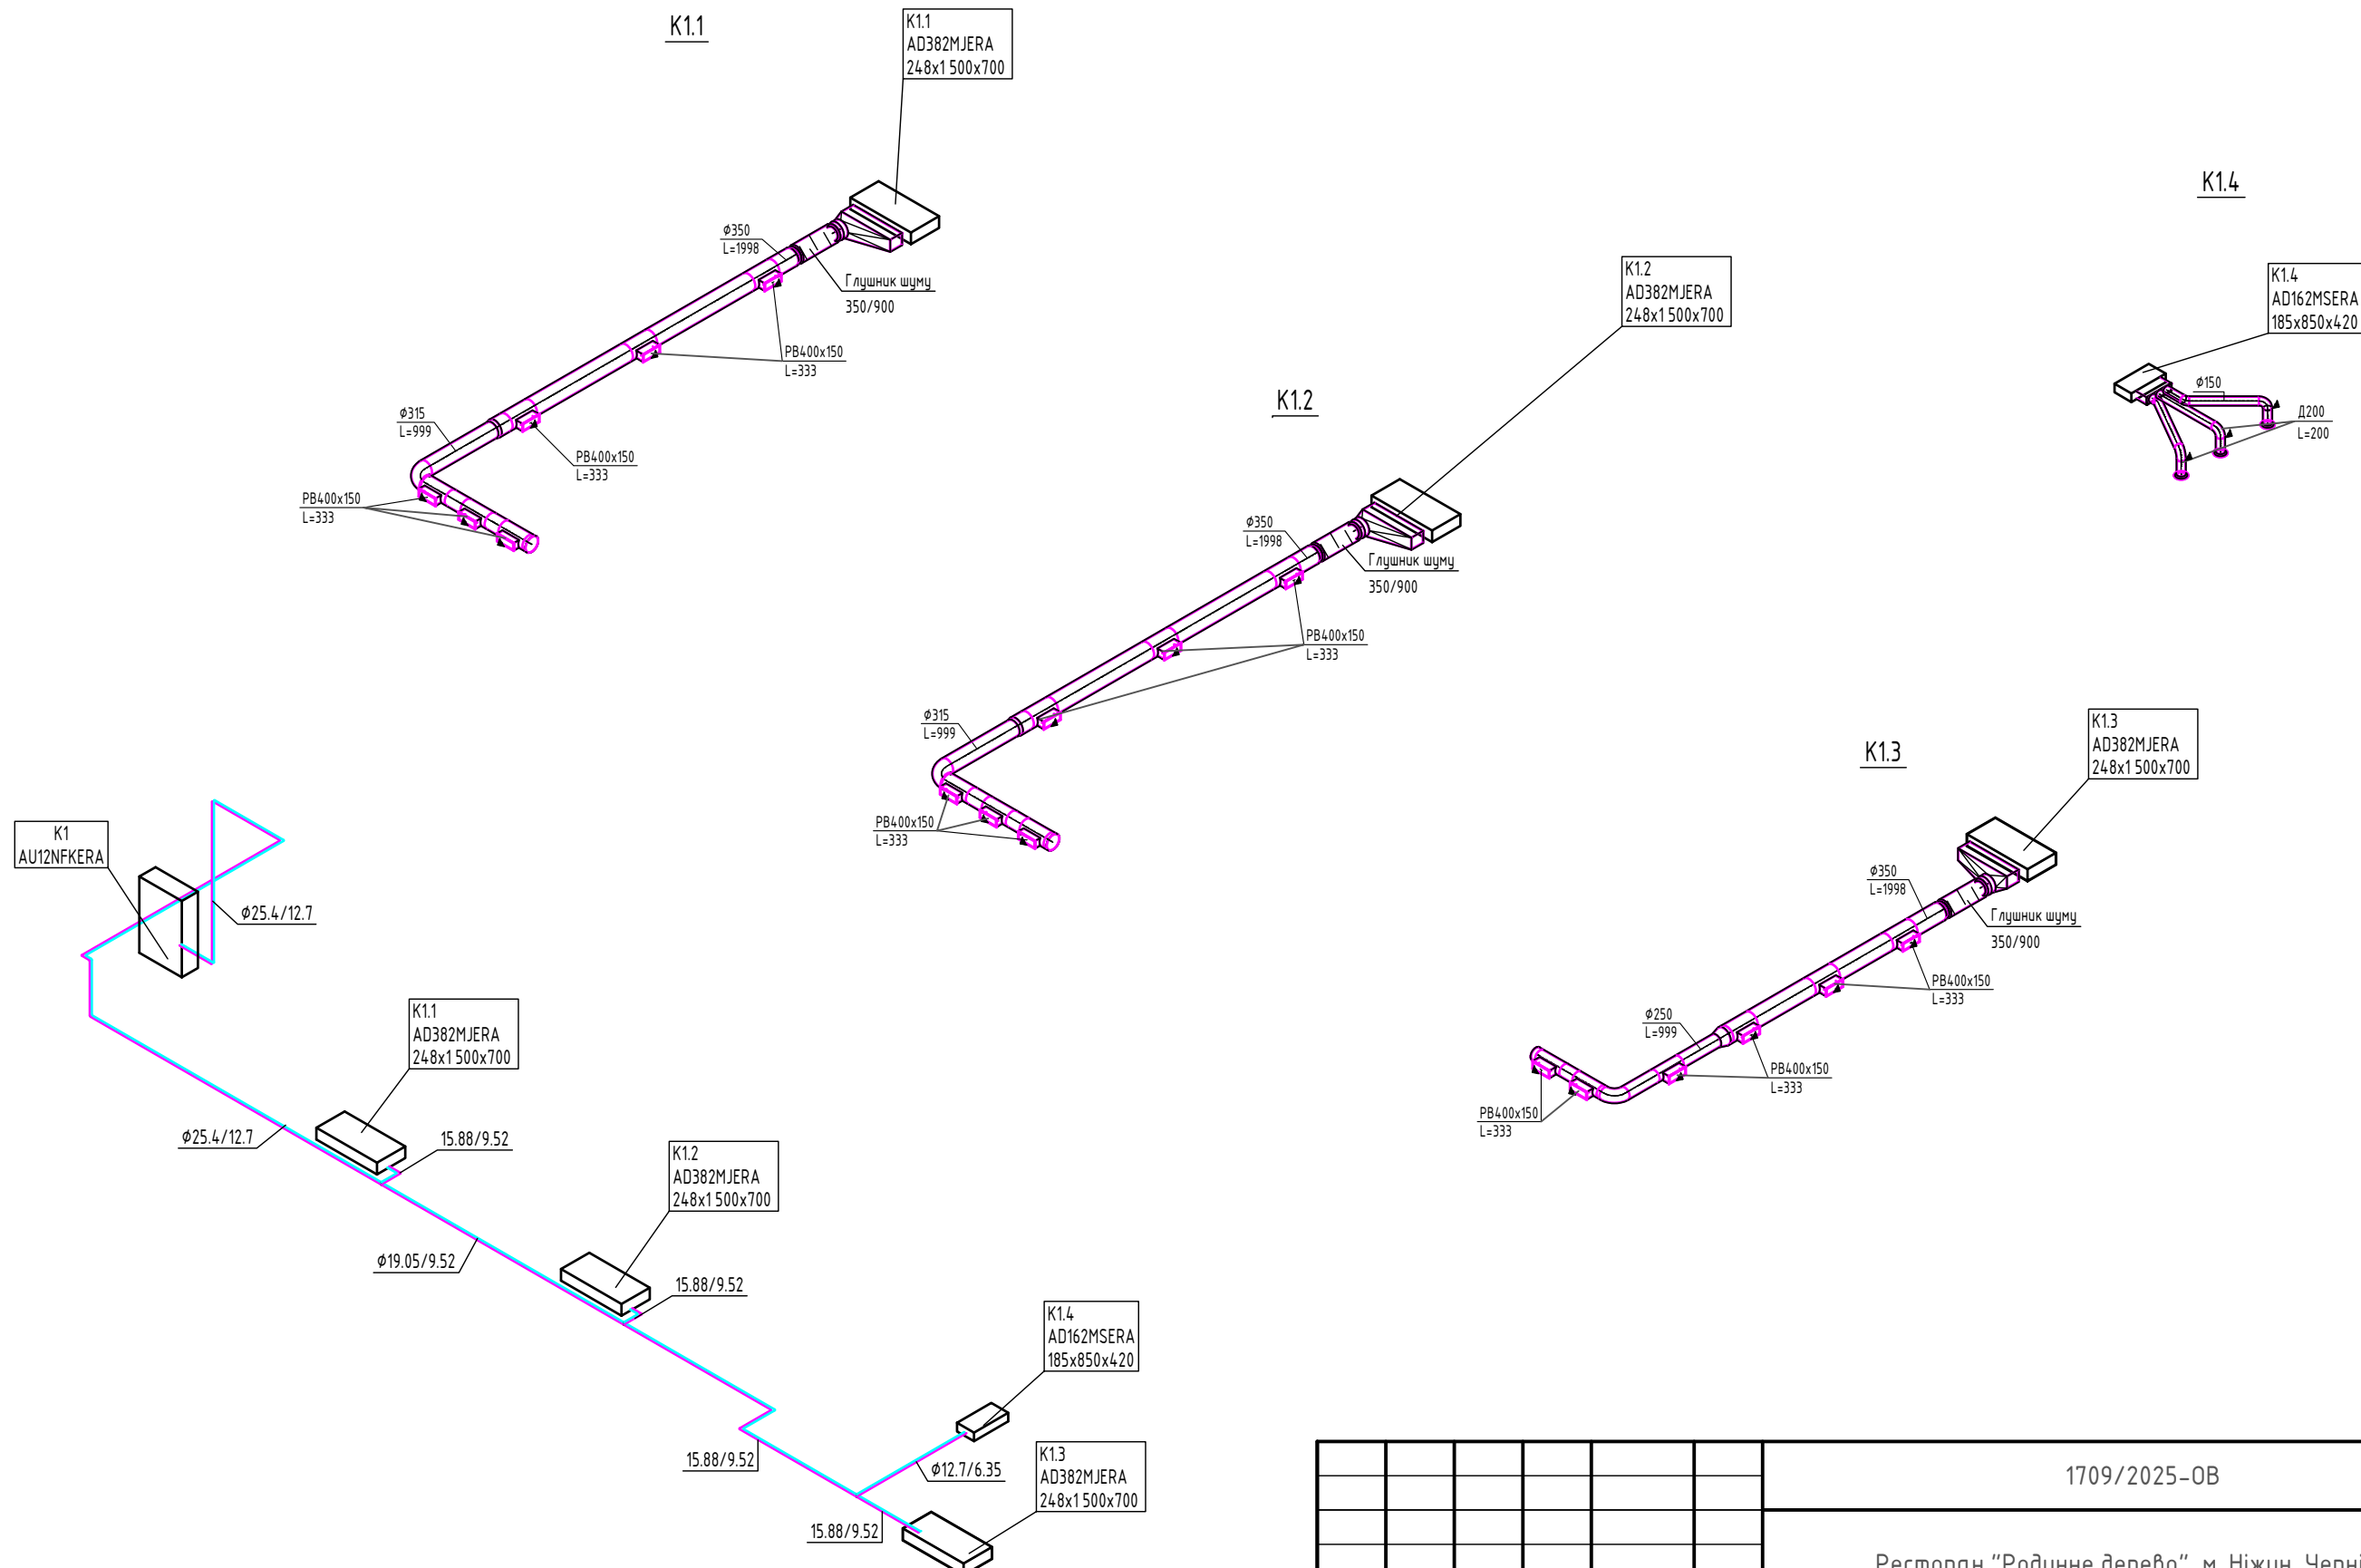 K1.1
K1.1
AD382MJERA
248x1 500x700
ϕ350
L=1998
Глушник шуму
350/900
PB400x150
L=333
ϕ315
L=999
PB400x150
L=333
PB400x150
L=333
K1.2
K1.2
AD382MJERA
248x1 500x700
ϕ350
L=1998
Глушник шуму
350/900
PB400x150
L=333
ϕ315
L=999
PB400x150
L=333
K1.4
K1.4
AD162MSERA
185x850x420
ϕ150
Д200
L=200
K1.3
K1.3
AD382MJERA
248x1 500x700
ϕ350
L=1998
Глушник шуму
350/900
PB400x150
L=333
ϕ250
L=999
PB400x150
L=333
PB400x150
L=333
K1
AU12NFKERA
ϕ25.4/12.7
K1.1
AD382MJERA
248x1 500x700
ϕ25.4/12.7
15.88/9.52
K1.2
AD382MJERA
248x1 500x700
ϕ19.05/9.52
15.88/9.52
K1.4
AD162MSERA
185x850x420
15.88/9.52
ϕ12.7/6.35
K1.3
AD382MJERA
248x1 500x700
15.88/9.52
1709/2025-ОВ
Ресторан "Родинне дерево", м. Ніжин, Черні